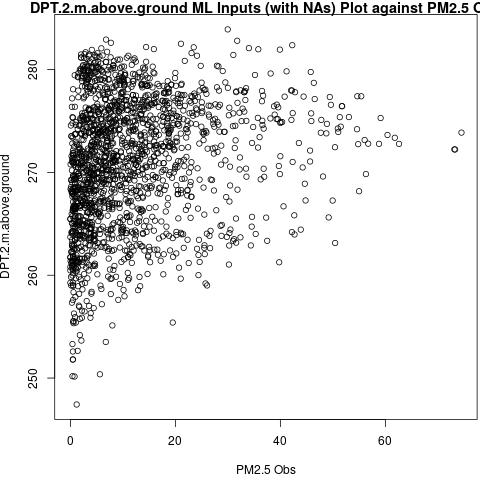 DPT.2.m.above.ground ML Inputs (with NAs) Plot against PM2.5 O
DPT.2.m.above.ground
280
270
260
250
0 20 40 60
PM2.5 Obs